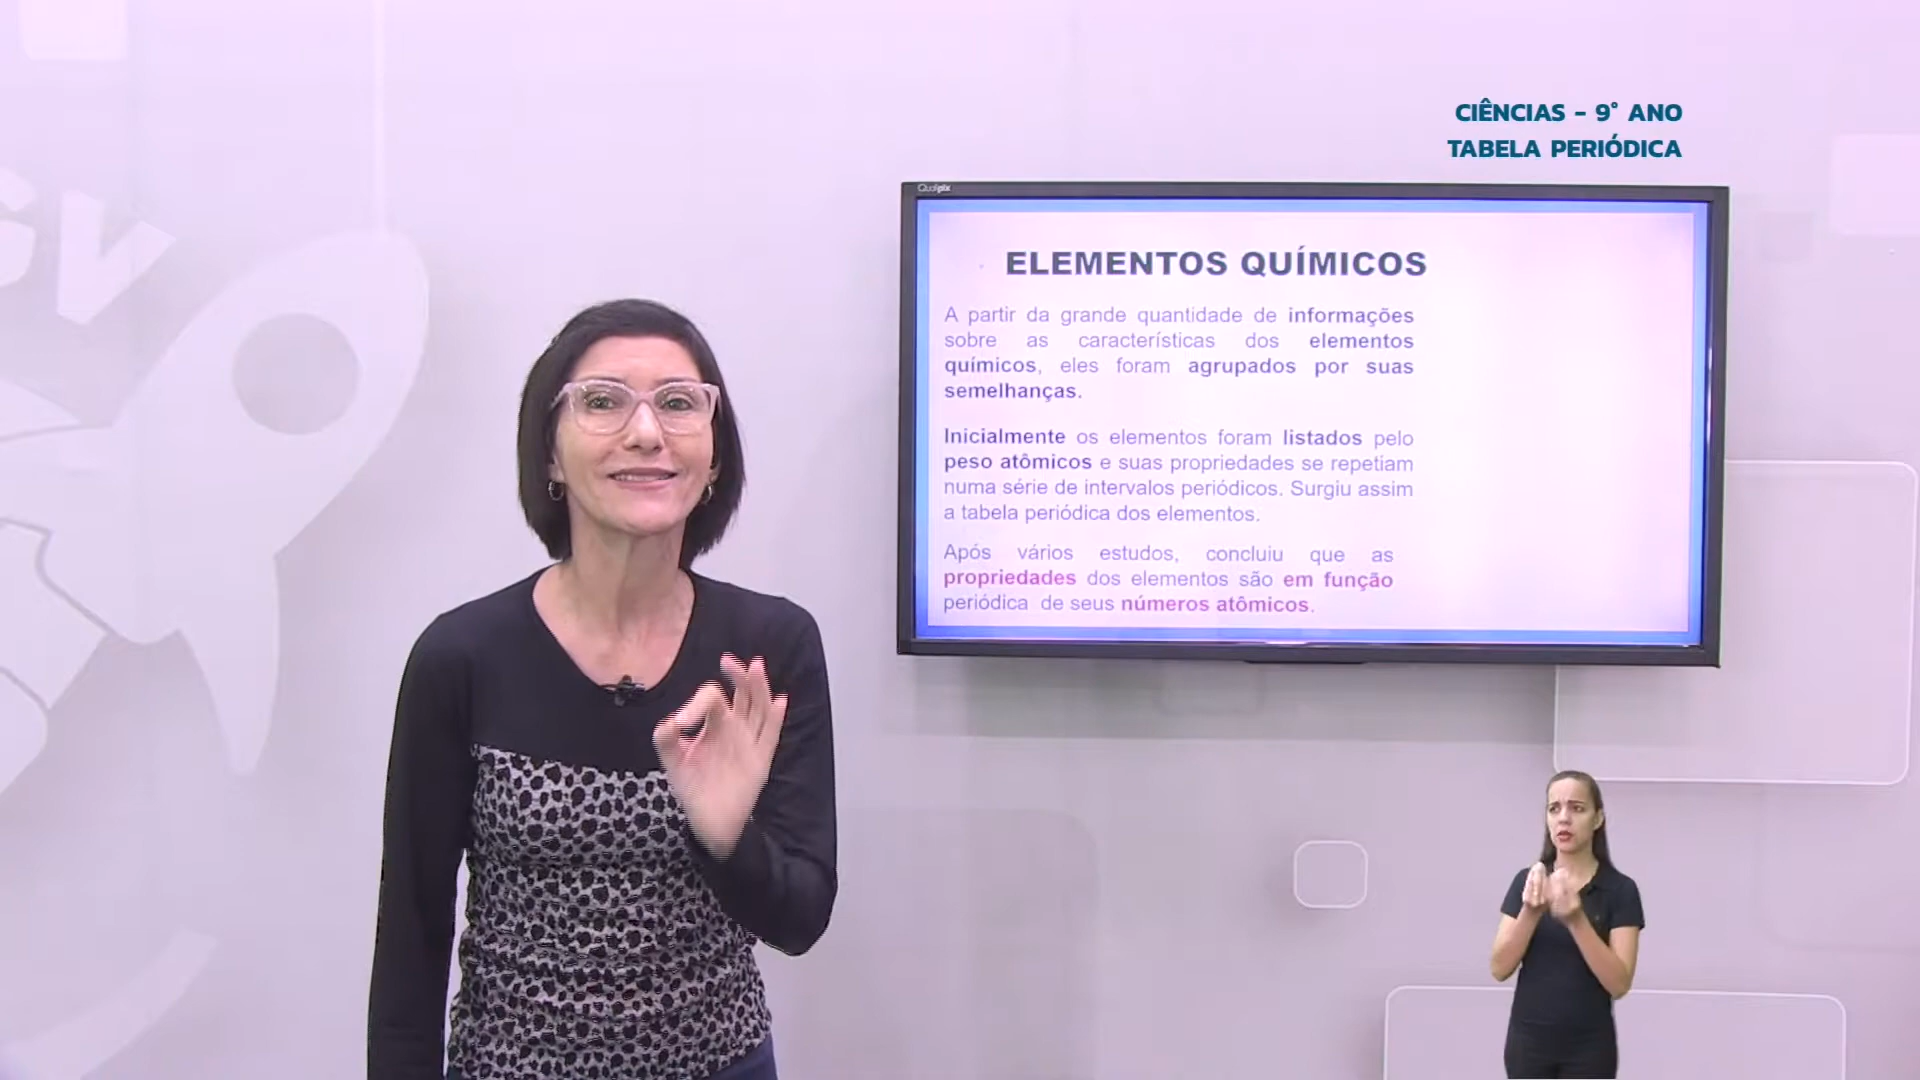 CIÊNCIAS - 9° ANO
TABELA PERIÓDICA
Qualipix
ELEMENTOS QUÍMICOS
A partir da grande quantidade de informações
sobre as características dos elementos
químicos, eles foram agrupados por suas
semelhanças.
Inicialmente os elementos foram listados pelo
peso atômicos e suas propriedades se repetiam
numa série de intervalos periódicos. Surgiu assim
a tabela periódica dos elementos.
Após vários estudos, concluiu que as
propriedades dos elementos são em função
periódica de seus números atômicos.